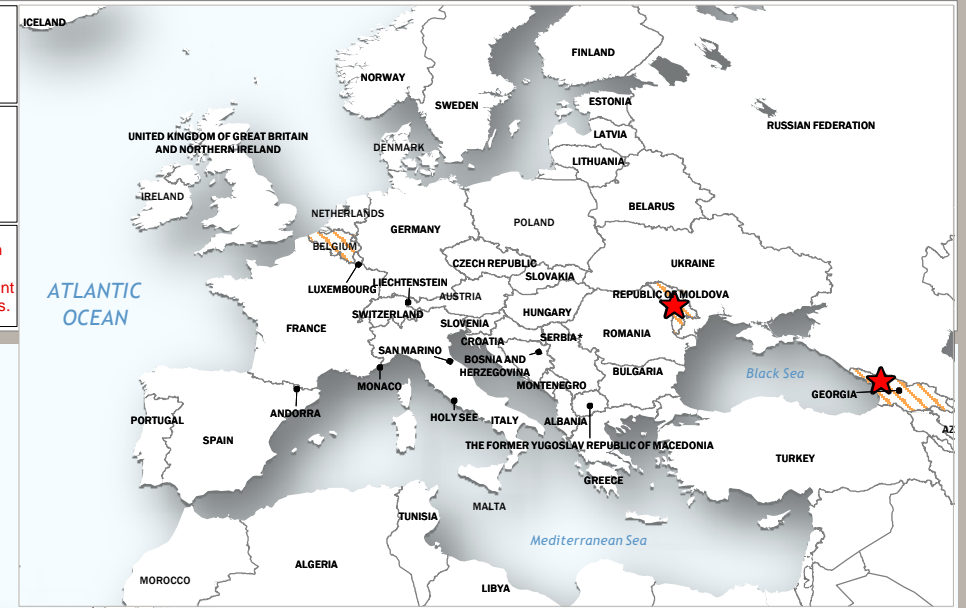 ICELAND
FINLAND
NORWAY
SWEDEN
ESTONIA
RUSSIAN FEDERATION
LATVIA
UNITED KINGDOM OF GREAT BRITAIN
AND NORTHERN IRELAND
DENMARK
LITHUANIA
IRELAND
BELARUS
NETHERLANDS
POLAND
GERMANY
BELGIUM
CZECH REPUBLIC
UKRAINE
SLOVAKIA
LUXEMBOURG
LIECHTENSTEIN
AUSTRIA
REPUBLIC OF MOLDOVA
ATLANTIC
OCEAN
nt
s.
SWITZERLAND
HUNGARY
FRANCE
SLOVENIA
ROMANIA
CROATIA
SERBIA*
SAN MARINO
BOSNIA AND
HERZEGOVINA
BULGARIA
Black Sea
MONACO
MONTENEGRO
GEORGIA
ANDORRA
HOLY SEE
ITALY
ALBANIA
PORTUGAL
AZ
SPAIN
THE FORMER YUGOSLAV REPUBLIC OF MACEDONIA
TURKEY
GREECE
MALTA
TUNISIA
Mediterranean Sea
ALGERIA
MOROCCO
LIBYA